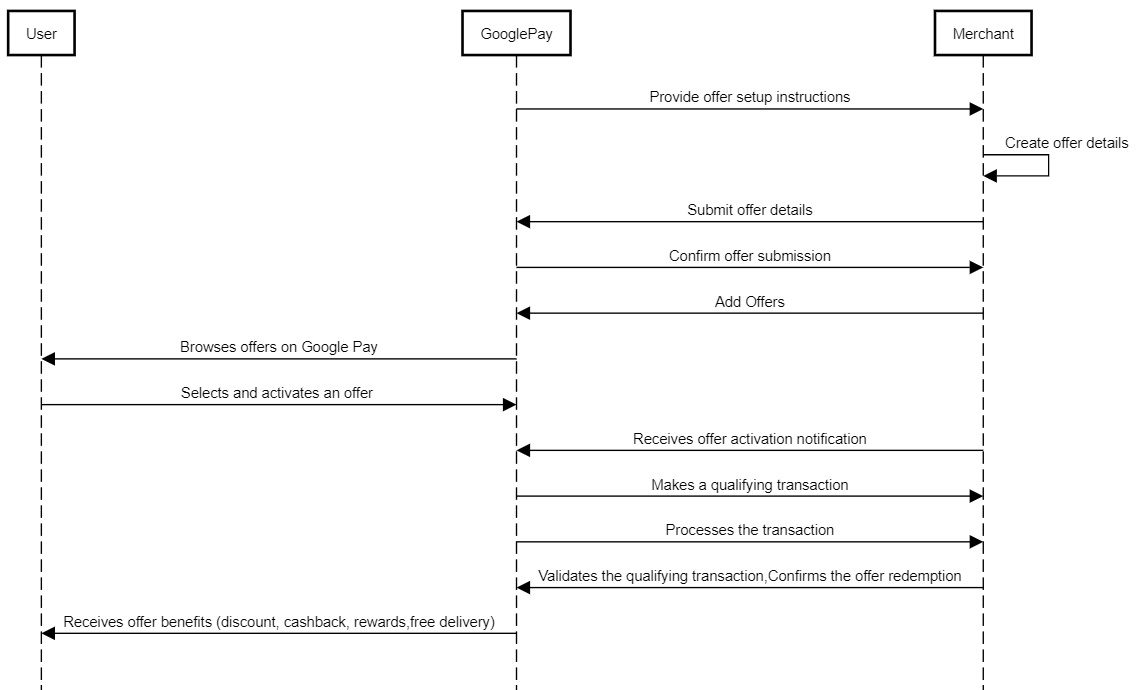 User
GooglePay
Merchant
Provide offer setup instructions
Create offer details
Submit offer details
Confirm offer submission
Add Offers
Browses offers on Google Pay
Selects and activates an offer
Receives offer activation notification
Makes a qualifying transaction
Processes the transaction
Validates the qualifying transaction,Confirms the offer redemption
Receives offer benefits (discount, cashback, rewards,free delivery)